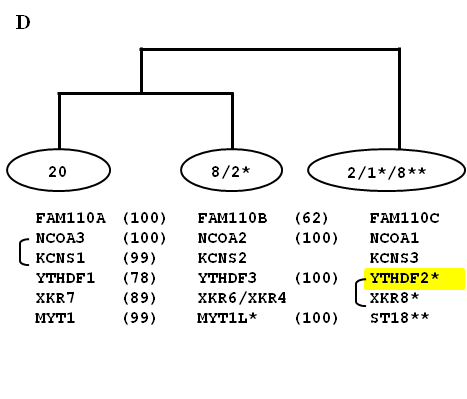 D
20 8/2* 2/1*/8**
FAM110A (100) FAM110B (62) FAM110C
NCOA3 (100) NCOA2 (100) NCOA1
KCNS1 (99) KCNS2 KCNS3
YTHDF1 (78) YTHDF3 (100) YTHDF2*
XKR7 (89) XKR6/XKR4 XKR8*
MYT1 (99) MYT1L* (100) ST18**